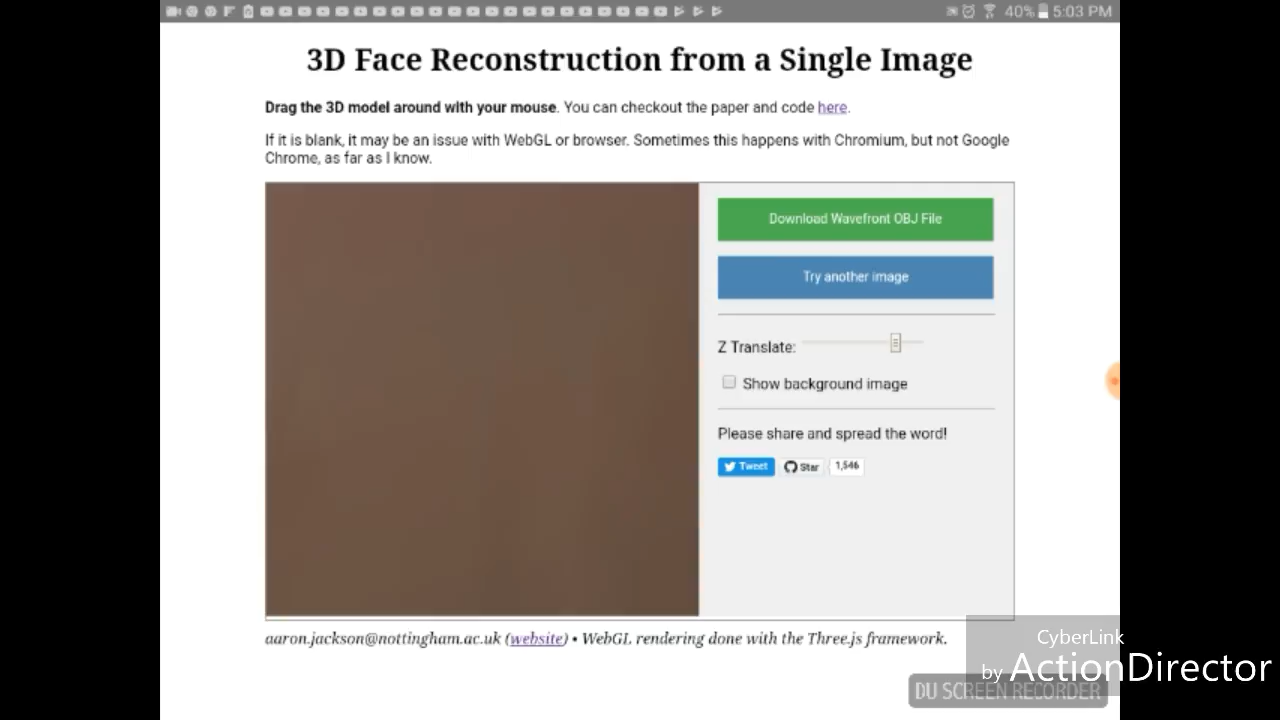 40% 5:03 PM
3D Face Reconstruction from a Single Image
Drag the 3D model around with your mouse. You can checkout the paper and code here.
If it is blank, it may be an issue with WebGL or browser. Sometimes this happens with Chromium, but not Google
Chrome, as far as I know.
Download Wavefront OBJ File
Try another image
Z Translate:
Show background image
Please share and spread the word!
Tweet Star 1,546
aaron.jackson@nottingham.ac.uk (website) • WebGL rendering done with the Three.js framework.
CyberLink
by ActionDirector
DU SCREEN RECORDER